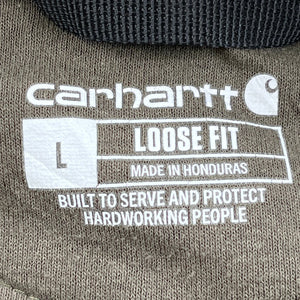 carhartt
L
LOOSE FIT
MADE IN HONDURAS
BUILT TO SERVE AND PROTECT
HARDWORKING PEOPLE